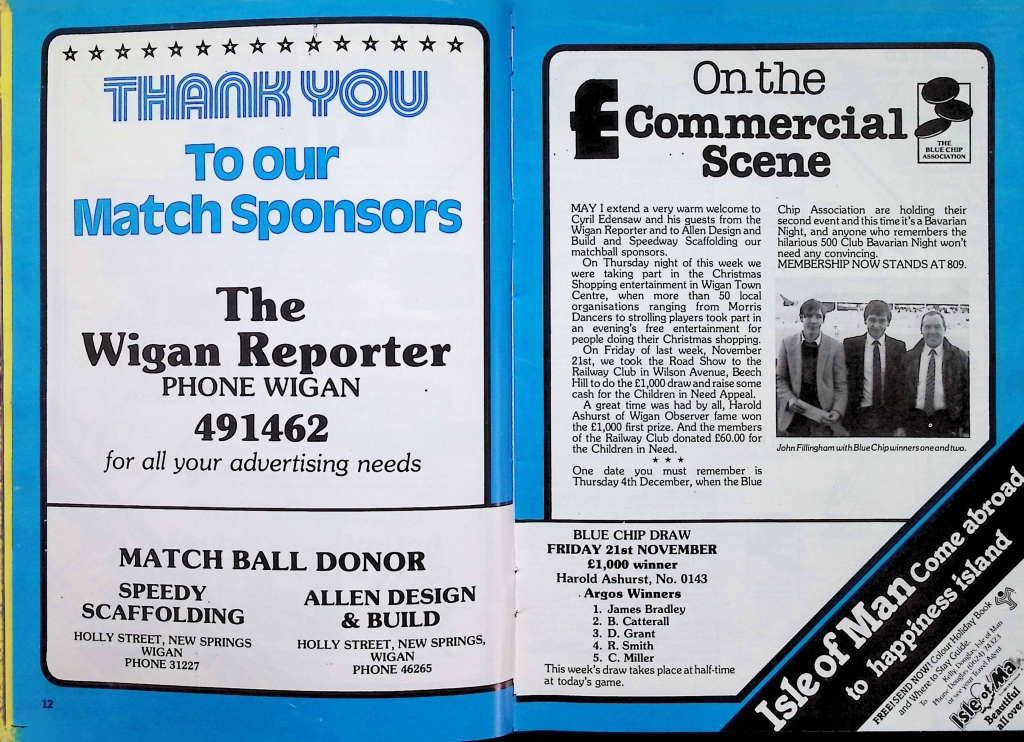 THANK YOU
To our
Match Sponsors
The
Wigan Reporter
PHONE WIGAN
491462
for all your advertising needs
MATCH BALL DONOR
SPEEDY
SCAFFOLDING
HOLLY STREET, NEW SPRINGS
WIGAN
PHONE 31227
ALLEN DESIGN
& BUILD
HOLLY STREET, NEW SPRINGS,
WIGAN
PHONE 46265
12
£
On the
Commercial
Scene
THE
BLUE CHIP
ASSOCIATION
MAY I extend a very warm welcome to
Cyril Edensaw and his guests from the
Wigan Reporter and to Allen Design and
Build and Speedway Scaffolding our
matchball sponsors.
On Thursday night of this week we
were taking part in the Christmas
Shopping entertainment in Wigan Town
Centre, when more than 50 local
organisations ranging from Morris
Dancers to strolling players took part in
an evening's free entertainment for
people doing their Christmas shopping.
On Friday of last week, November
21st, we took the Road Show to the
Railway Club in Wilson Avenue, Beech
Hill to do the £1,000 draw and raise some
cash for the Children in Need Appeal.
A great time was had by all, Harold
Ashurst of Wigan Observer fame won
the £1,000 first prize. And the members
of the Railway Club donated £60.00 for
the Children in Need.
One date you must remember is
Thursday 4th December, when the Blue
Chip Association are holding their
second event and this time it's a Bavarian
Night, and anyone who remembers the
hilarious 500 Club Bavarian Night won't
need any convincing.
MEMBERSHIP NOW STANDS AT 809.
John Fillingham with Blue Chip winners one and two.
BLUE CHIP DRAW
FRIDAY 21st NOVEMBER
£1,000 winner
Harold Ashurst, No. 0143
Argos Winners
1. James Bradley
2. B. Catterall
3. D. Grant
4. R. Smith
5. C. Miller
This week's draw takes place at half-time
at today's game.
Isle of Man Come abroad
to happiness island
FREE! SEND NOW! Colour Holiday Book
and Where to Stay Guide.
To
Kelly, Douglas, Isle of Man
Phone Douglas (0624) 74323
or see your Travel Agent
Isle of Man
Beautiful
all over